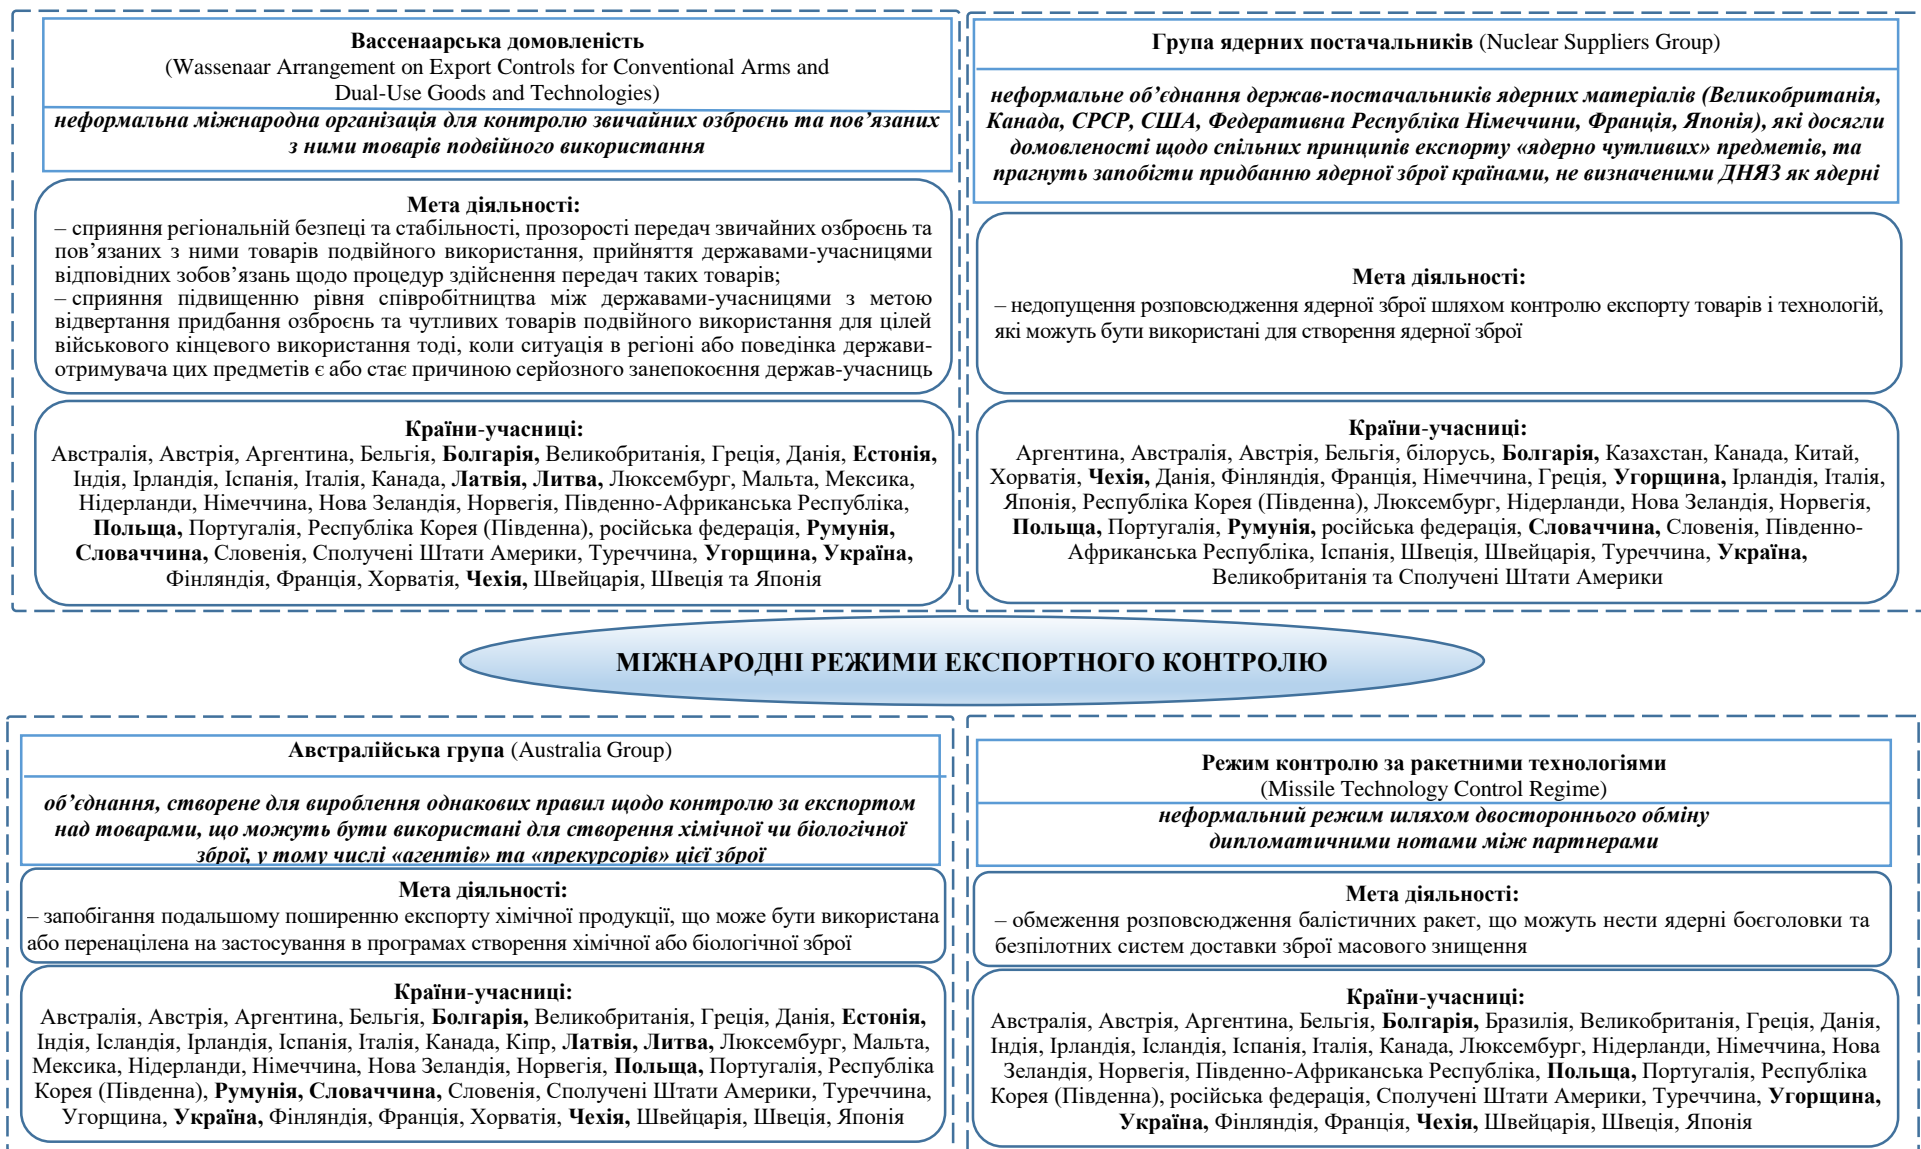 Вассенаарська домовленість
(Wassenaar Arrangement on Export Controls for Conventional Arms and
Dual-Use Goods and Technologies)
неформальна міжнародна організація для контролю звичайних озброєнь та пов’язаних
з ними товарів подвійного використання
Мета діяльності:
– сприяння регіональній безпеці та стабільності, прозорості передач звичайних озброєнь та
пов’язаних з ними товарів подвійного використання, прийняття державами-учасницями
відповідних зобов’язань щодо процедур здійснення передач таких товарів;
– сприяння підвищенню рівня співробітництва між державами-учасницями з метою
відвертання придбання озброєнь та чутливих товарів подвійного використання для цілей
військового кінцевого використання тоді, коли ситуація в регіоні або поведінка держави-
отримувача цих предметів є або стає причиною серйозного занепокоєння держав-учасниць
Країни-учасниці:
Австралія, Австрія, Аргентина, Бельгія, Болгарія, Великобританія, Греція, Данія, Естонія,
Індія, Ірландія, Іспанія, Італія, Канада, Латвія, Литва, Люксембург, Мальта, Мексика,
Нідерланди, Німеччина, Нова Зеландія, Норвегія, Південно-Африканська Республіка,
Польща, Португалія, Республіка Корея (Південна), російська федерація, Румунія,
Словаччина, Словенія, Сполучені Штати Америки, Туреччина, Угорщина, Україна,
Фінляндія, Франція, Хорватія, Чехія, Швейцарія, Швеція та Японія
Група ядерних постачальників (Nuclear Suppliers Group)
неформальне об’єднання держав-постачальників ядерних матеріалів (Великобританія,
Канада, СРСР, США, Федеративна Республіка Німеччини, Франція, Японія), які досягли
домовленості щодо спільних принципів експорту «ядерно чутливих» предметів, та
прагнуть запобігти придбанню ядерної зброї країнами, не визначеними ДНЯЗ як ядерні
Мета діяльності:
– недопущення розповсюдження ядерної зброї шляхом контролю експорту товарів і технологій,
які можуть бути використані для створення ядерної зброї
Країни-учасниці:
Аргентина, Австралія, Австрія, Бельгія, білорусь, Болгарія, Казахстан, Канада, Китай,
Хорватія, Чехія, Данія, Фінляндія, Франція, Німеччина, Греція, Угорщина, Ірландія, Італія,
Японія, Республіка Корея (Південна), Люксембург, Нідерланди, Нова Зеландія, Норвегія,
Польща, Португалія, Румунія, російська федерація, Словаччина, Словенія, Південно-
Африканська Республіка, Іспанія, Швеція, Швейцарія, Туреччина, Україна,
Великобританія та Сполучені Штати Америки
МІЖНАРОДНІ РЕЖИМИ ЕКСПОРТНОГО КОНТРОЛЮ
Австралійська група (Australia Group)
об’єднання, створене для вироблення однакових правил щодо контролю за експортом
над товарами, що можуть бути використані для створення хімічної чи біологічної
зброї, у тому числі «агентів» та «прекурсорів» цієї зброї
Мета діяльності:
– запобігання подальшому поширенню експорту хімічної продукції, що може бути використана
або перенацілена на застосування в програмах створення хімічної або біологічної зброї
Країни-учасниці:
Австралія, Австрія, Аргентина, Бельгія, Болгарія, Великобританія, Греція, Данія, Естонія,
Індія, Ісландія, Ірландія, Іспанія, Італія, Канада, Кіпр, Латвія, Литва, Люксембург, Мальта,
Мексика, Нідерланди, Німеччина, Нова Зеландія, Норвегія, Польща, Португалія, Республіка
Корея (Південна), Румунія, Словаччина, Словенія, Сполучені Штати Америки, Туреччина,
Угорщина, Україна, Фінляндія, Франція, Хорватія, Чехія, Швейцарія, Швеція, Японія
Режим контролю за ракетними технологіями
(Missile Technology Control Regime)
неформальний режим шляхом двостороннього обміну
дипломатичними нотами між партнерами
Мета діяльності:
– обмеження розповсюдження балістичних ракет, що можуть нести ядерні боєголовки та
безпілотних систем доставки зброї масового знищення
Країни-учасниці:
Австралія, Австрія, Аргентина, Бельгія, Болгарія, Бразилія, Великобританія, Греція, Данія,
Індія, Ірландія, Ісландія, Іспанія, Італія, Канада, Люксембург, Нідерланди, Німеччина, Нова
Зеландія, Норвегія, Південно-Африканська Республіка, Польща, Португалія, Республіка
Корея (Південна), російська федерація, Сполучені Штати Америки, Туреччина, Угорщина,
Україна, Фінляндія, Франція, Чехія, Швейцарія, Швеція, Японія